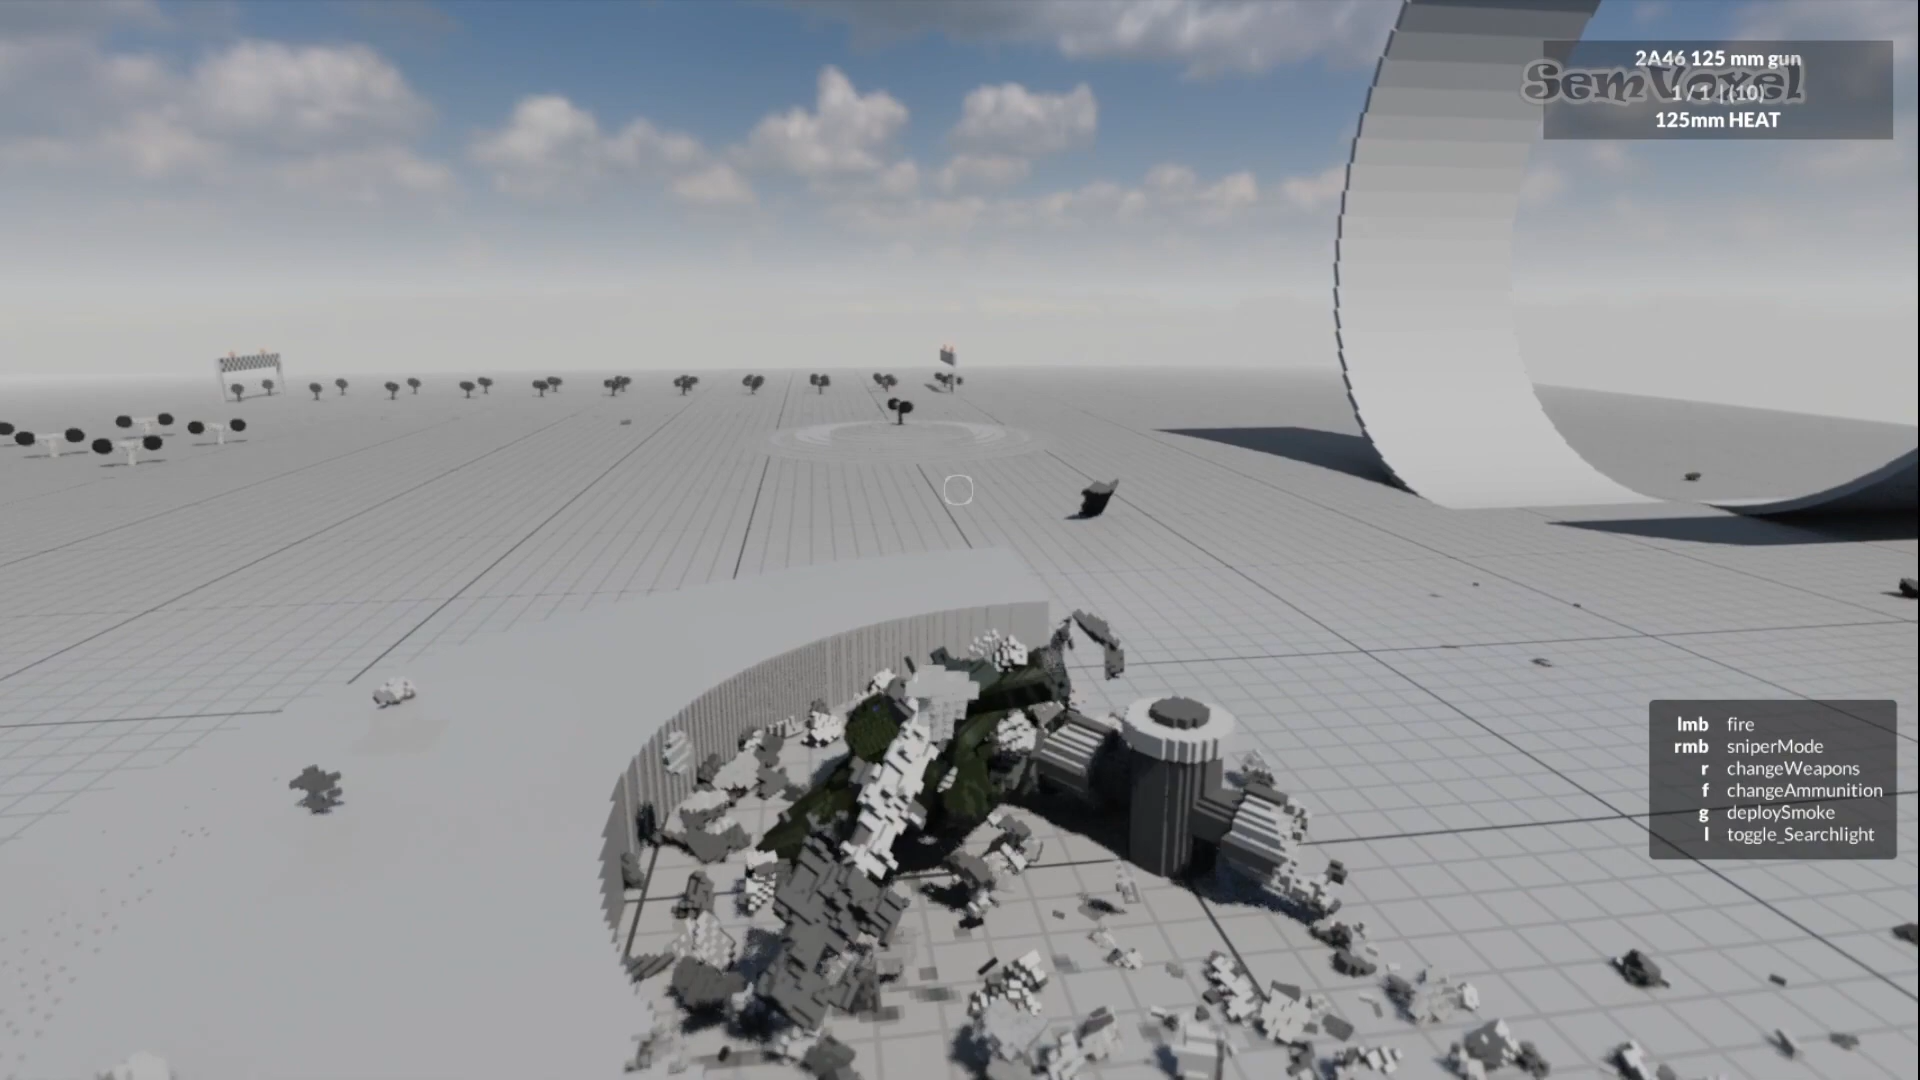 2A46 125 mm gun
SemVoxel
1 / 1 | (10)
125mm HEAT
lmb fire
rmb sniperMode
r changeWeapons
f changeAmmunition
g deploySmoke
l toggle_Searchlight